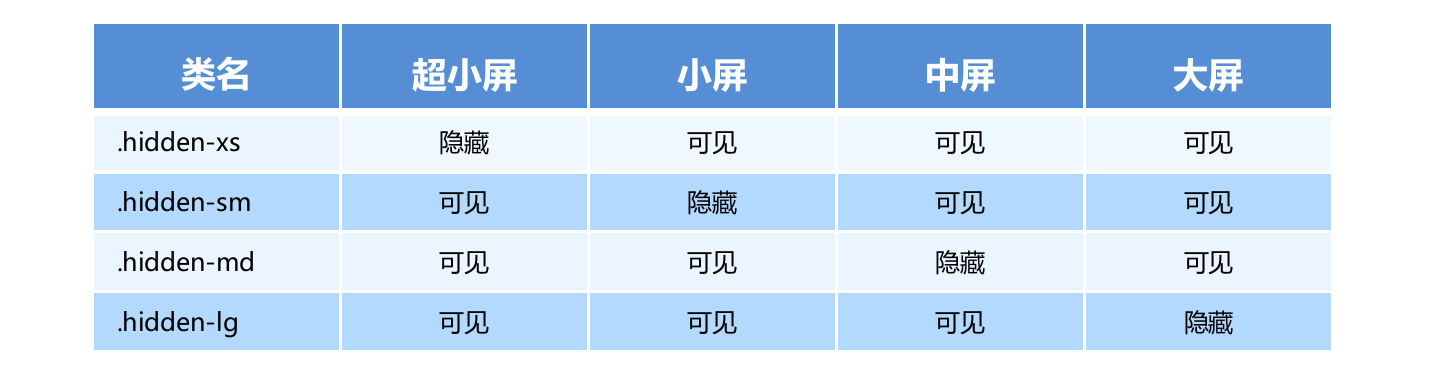 类名 超小屏 小屏 中屏 大屏
.hidden-xs 隐藏 可见 可见 可见
.hidden-sm 可见 隐藏 可见 可见
.hidden-md 可见 可见 隐藏 可见
.hidden-lg 可见 可见 可见 隐藏